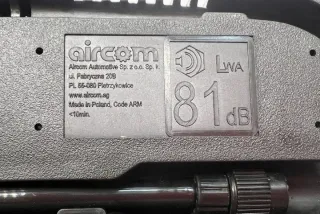 aircom
Aircom Automotive Sp. z o.o. Sp. k.
ul. Fabryczna 20B
PL 55-080 Pietrzykowice
www.aircom.ag
Made in Poland, Code ARM
<10min.
LWA
81 dB